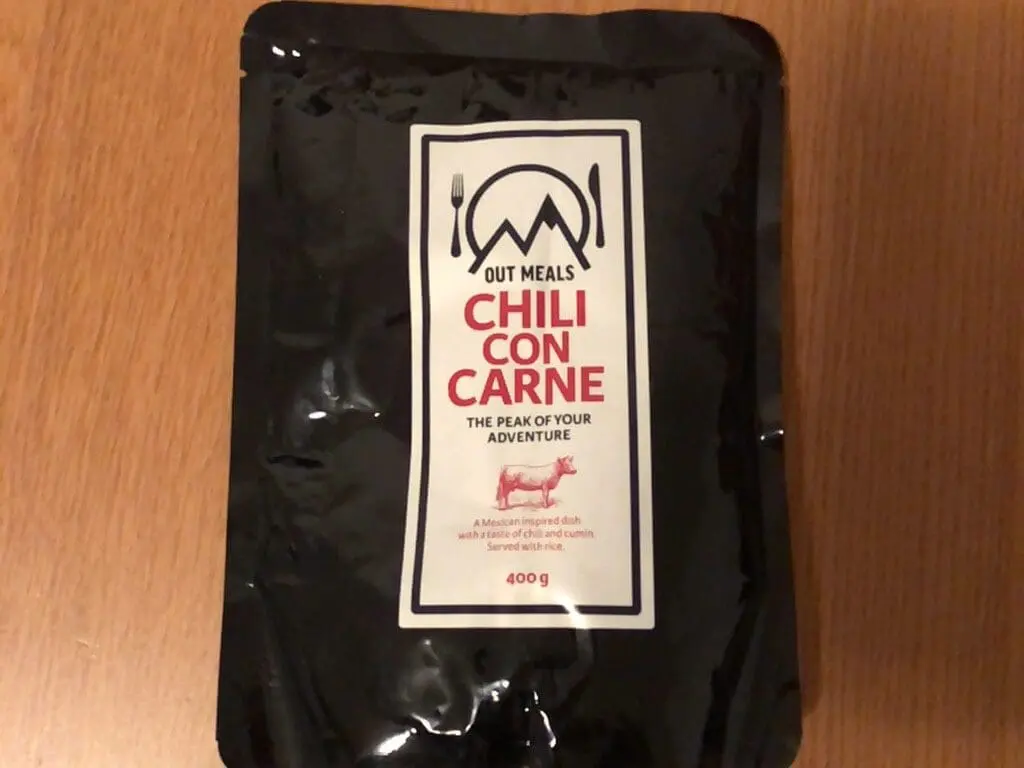 OUT MEALS
CHILI
CON
CARNE
THE PEAK OF YOUR
ADVENTURE
A Mexican inspired dish
with a taste of chili and cumin.
Served with rice.
400 g